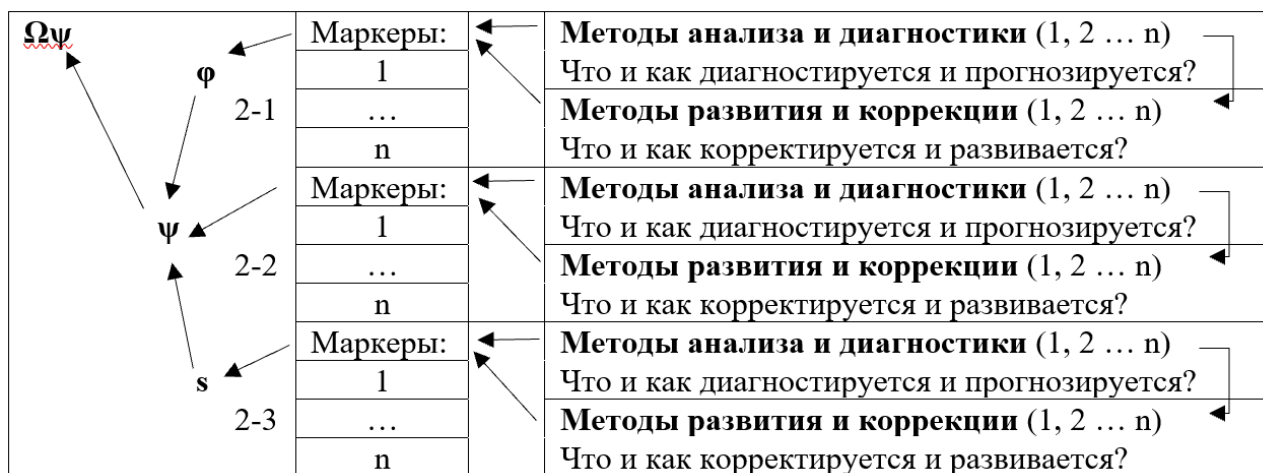 Ωψ
φ
2-1
Маркеры:
1
…
n
Методы анализа и диагностики (1, 2 … n)
Что и как диагностируется и прогнозируется?
Методы развития и коррекции (1, 2 … n)
Что и как корректируется и развивается?
ψ
2-2
Маркеры:
1
…
n
Методы анализа и диагностики (1, 2 … n)
Что и как диагностируется и прогнозируется?
Методы развития и коррекции (1, 2 … n)
Что и как корректируется и развивается?
s
2-3
Маркеры:
1
…
n
Методы анализа и диагностики (1, 2 … n)
Что и как диагностируется и прогнозируется?
Методы развития и коррекции (1, 2 … n)
Что и как корректируется и развивается?